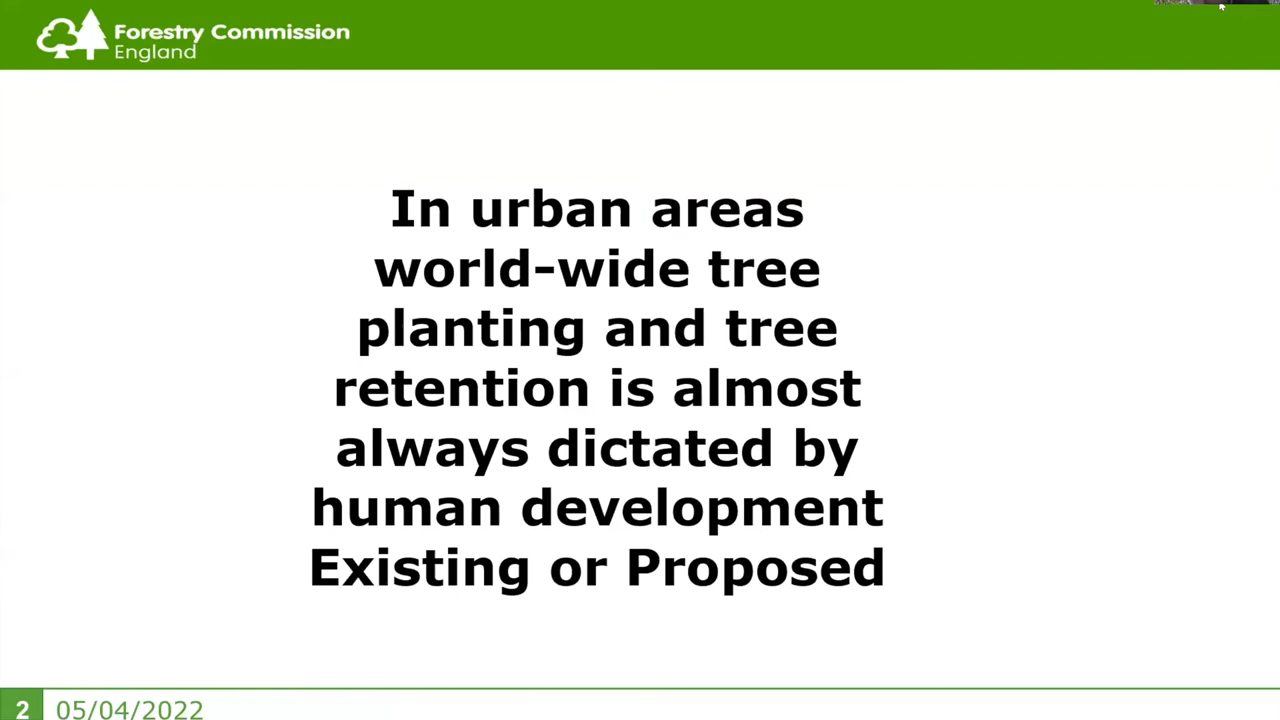 Forestry Commission
England
In urban areas
world-wide tree
planting and tree
retention is almost
always dictated by
human development
Existing or Proposed
2 05/04/2022